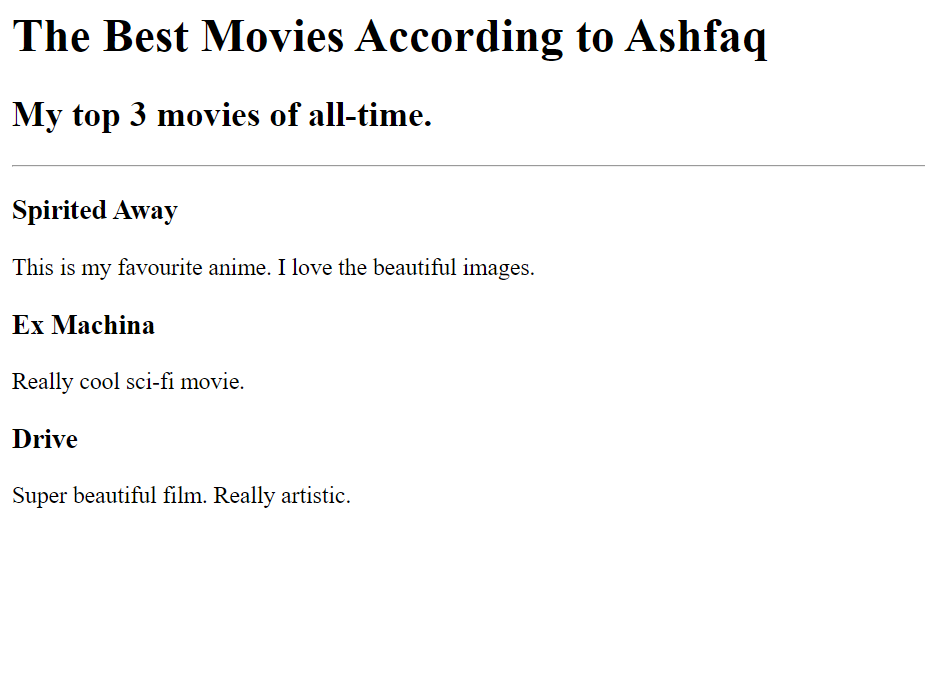 The Best Movies According to Ashfaq
My top 3 movies of all-time.
Spirited Away
This is my favourite anime. I love the beautiful images.
Ex Machina
Really cool sci-fi movie.
Drive
Super beautiful film. Really artistic.